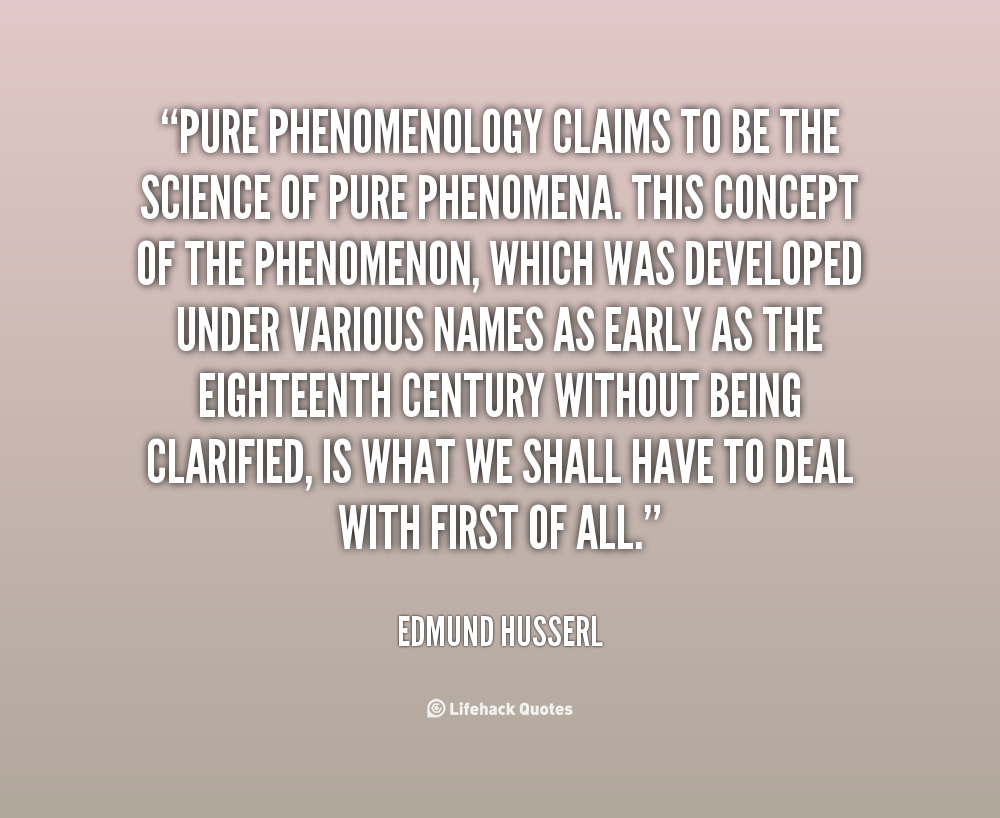 “PURE PHENOMENOLOGY CLAIMS TO BE THE
SCIENCE OF PURE PHENOMENA. THIS CONCEPT
OF THE PHENOMENON, WHICH WAS DEVELOPED
UNDER VARIOUS NAMES AS EARLY AS THE
EIGHTEENTH CENTURY WITHOUT BEING
CLARIFIED, IS WHAT WE SHALL HAVE TO DEAL
WITH FIRST OF ALL.”
EDMUND HUSSERL
Lifehack Quotes